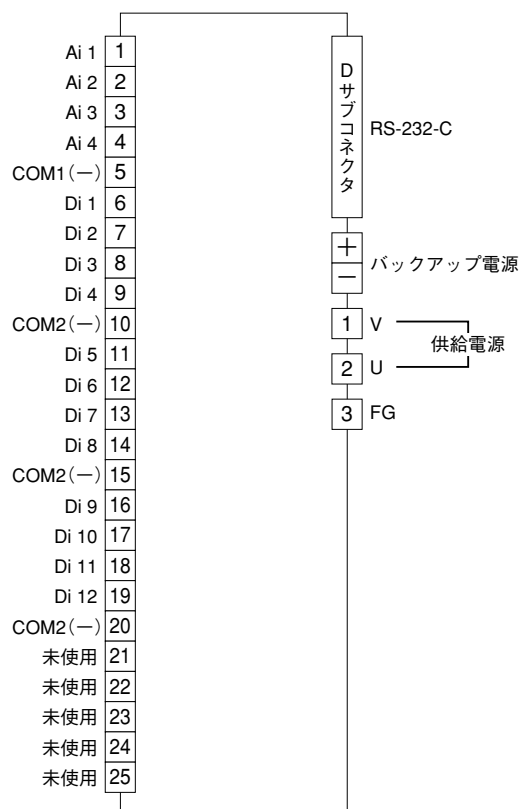 Ai 1 1
Ai 2 2
Ai 3 3
Ai 4 4
COM1(－) 5
Di 1 6
Di 2 7
Di 3 8
Di 4 9
COM2(－) 10
Di 5 11
Di 6 12
Di 7 13
Di 8 14
COM2(－) 15
Di 9 16
Di 10 17
Di 11 18
Di 12 19
COM2(－) 20
未使用 21
未使用 22
未使用 23
未使用 24
未使用 25
Dサブコネクタ
RS-232-C
＋
－
バックアップ電源
1 V
供給電源
2 U
3 FG